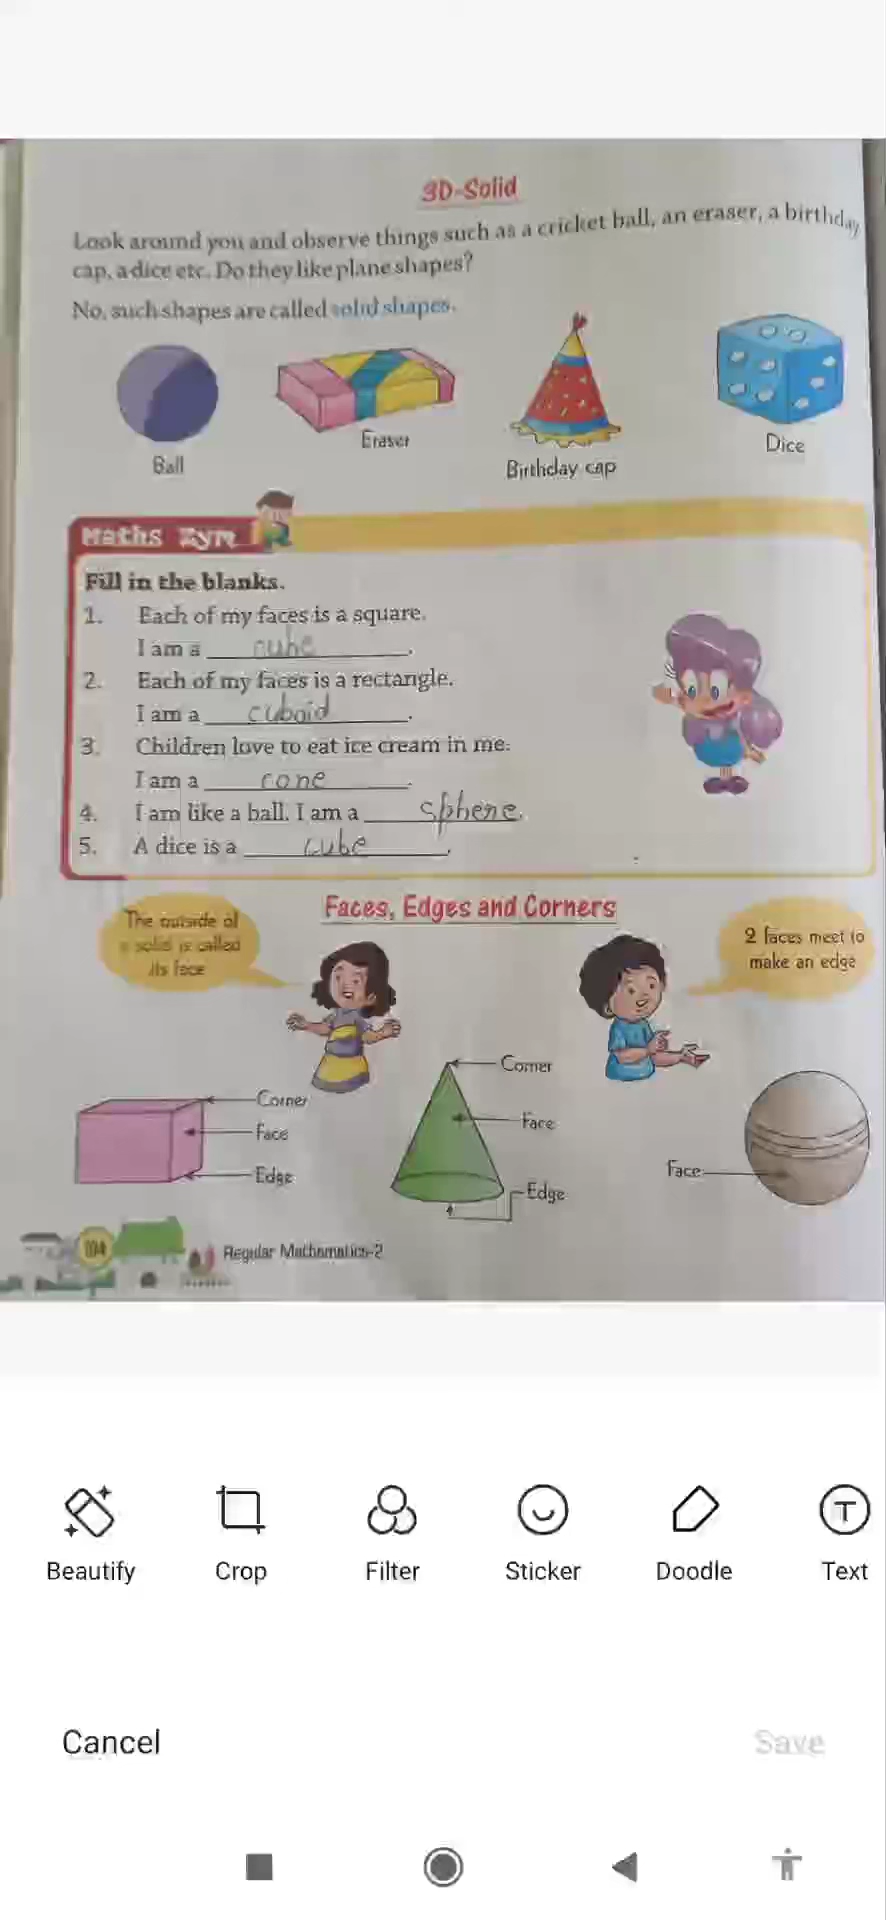 3D-Solid
Look around you and observe things such as a cricket ball, an eraser, a birthday
cap, a dice etc. Do they like plane shapes?
No, such shapes are called solid shapes.
Ball
Eraser
Birthday cap
Dice
Maths Zym
Fill in the blanks.
1. Each of my faces is a square.
I am a cube.
2. Each of my faces is a rectangle.
I am a cuboid.
3. Children love to eat ice cream in me.
I am a cone.
4. I am like a ball. I am a sphere.
5. A dice is a cube.
Faces, Edges and Corners
The outside of
a solid is called
its face
2 faces meet to
make an edge
Corner
Face
Edge
Corner
Face
Edge
Face
104
Regular Mathematics-2
Beautify
Crop
Filter
Sticker
Doodle
Text
Cancel
Save